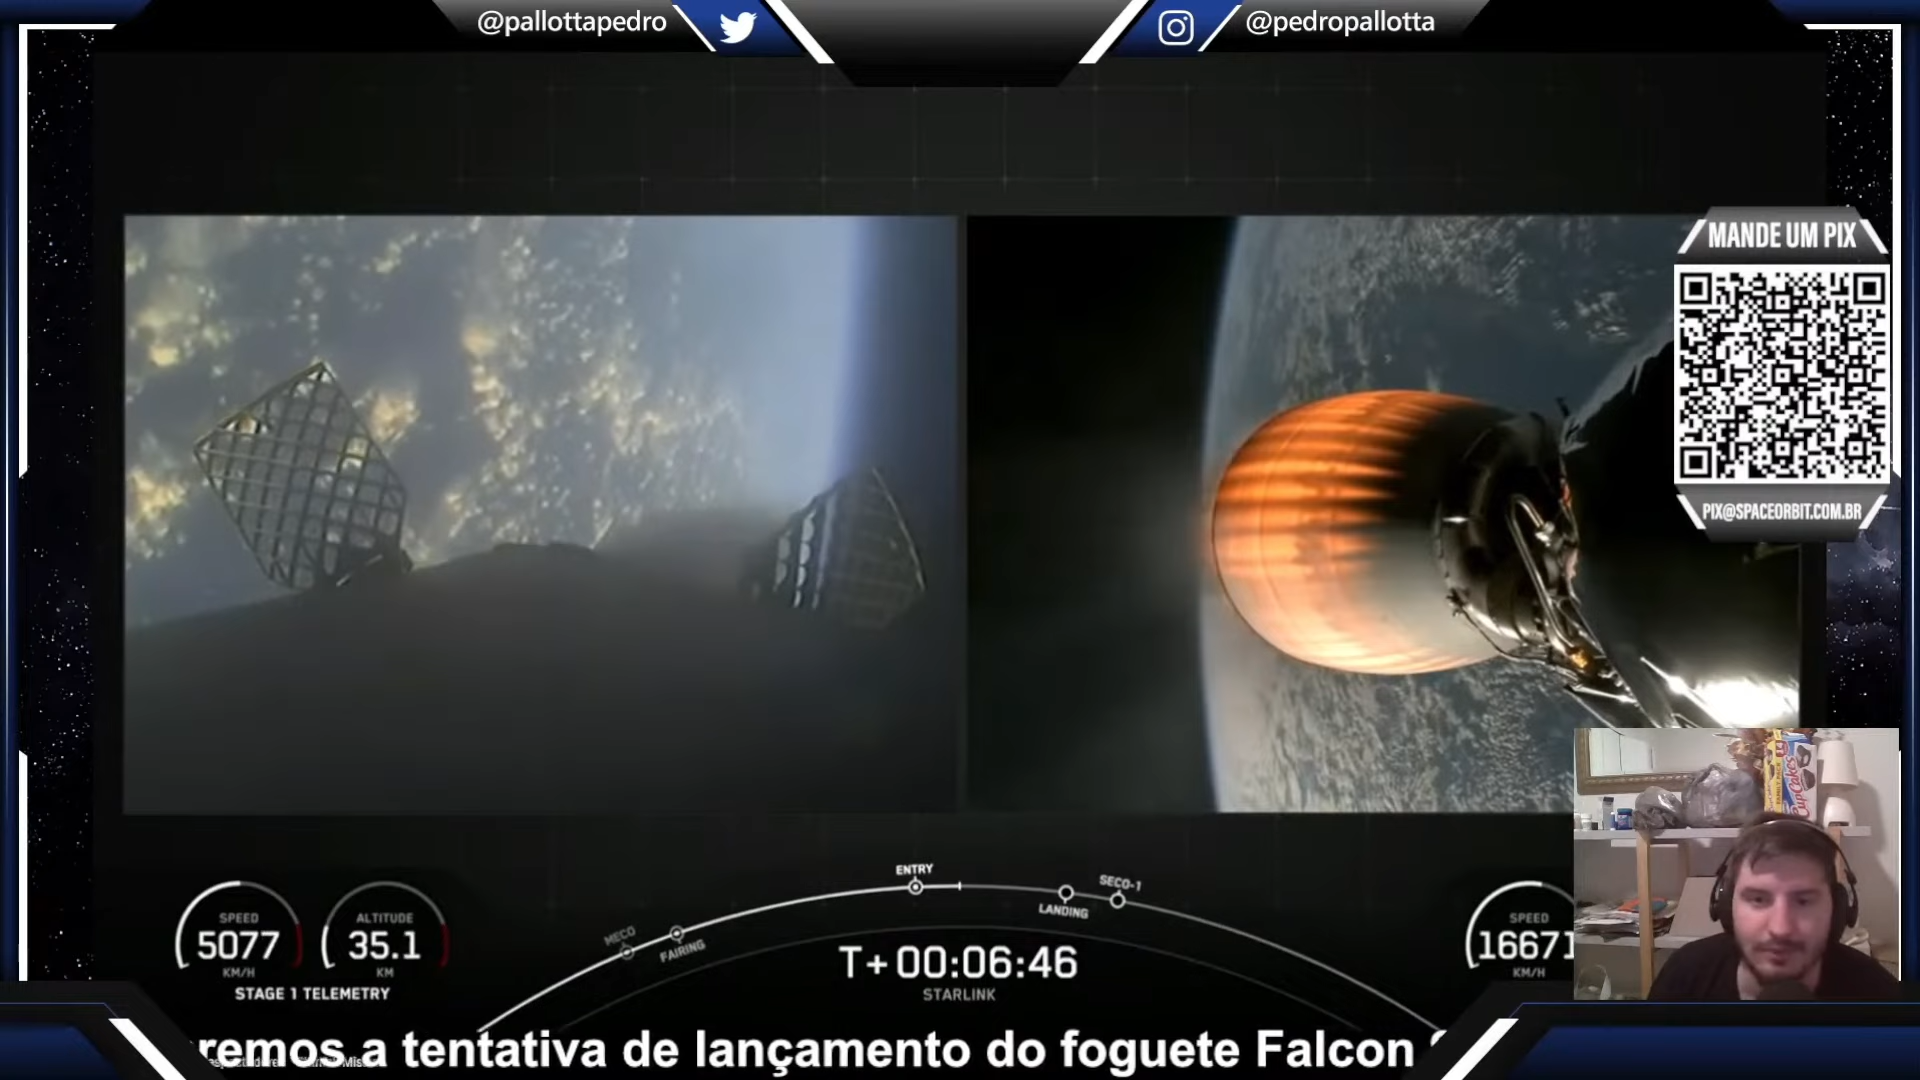 @pallottapedro
@pedropallotta
MANDE UM PIX
PIX@SPACEORBIT.COM.BR
CupCakes
ENTRY
SECO-1
LANDING
MECO
FAIRING
SPEED
5077
KM/H
ALTITUDE
35.1
KM
STAGE 1 TELEMETRY
T+00:06:46
STARLINK
SPEED
16671
KM/H
remos a tentativa de lançamento do foguete Falcon